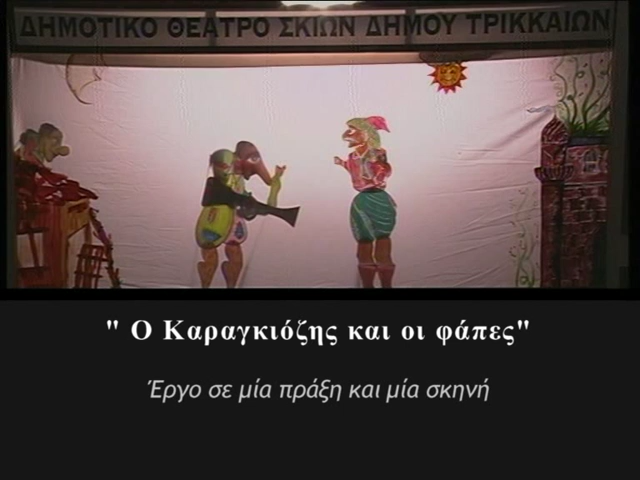 ΔΗΜΟΤΙΚΟ ΘΕΑΤΡΟ ΣΚΙΩΝ ΔΗΜΟΥ ΤΡΙΚΚΑΙΩΝ
" Ο Καραγκιόζης και οι φάπες"
Έργο σε μία πράξη και μία σκηνή